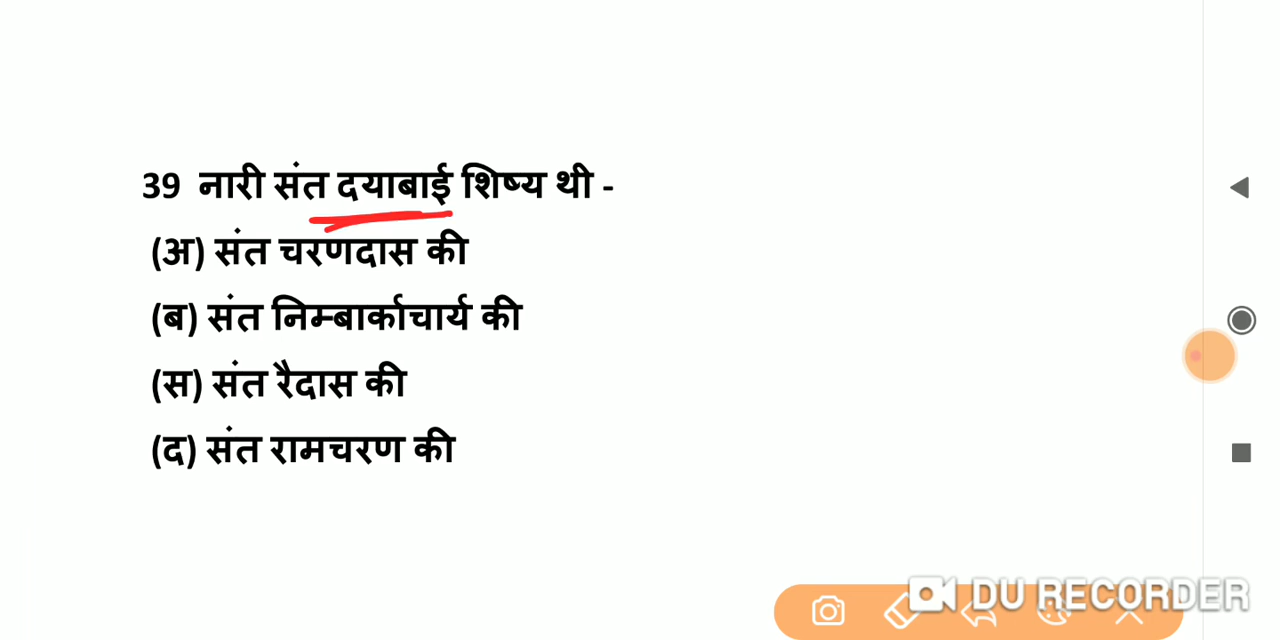 39 नारी संत दयाबाई शिष्य थी -
(अ) संत चरणदास की
(ब) संत निम्बार्काचार्य की
(स) संत रैदास की
(द) संत रामचरण की
DU RECORDER